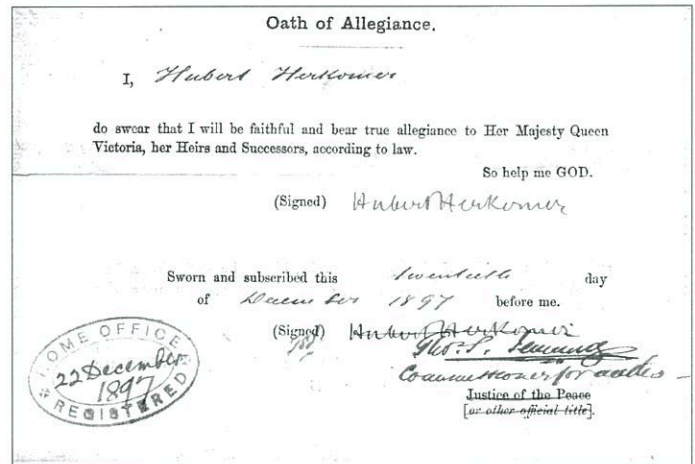 Oath of Allegiance.
I, Hubert Herkomer
do swear that I will be faithful and bear true allegiance to Her Majesty Queen
Victoria, her Heirs and Successors, according to law.
So help me GOD.
(Signed) Hubert Herkomer
Sworn and subscribed this twentieth day
of December 1897 before me.
(Signed) Hubert Herkomer
Thos. S.
Commissioner for oaths
Justice of the Peace
[or other official title].
HOME OFFICE
22 December
1897
REGISTERED